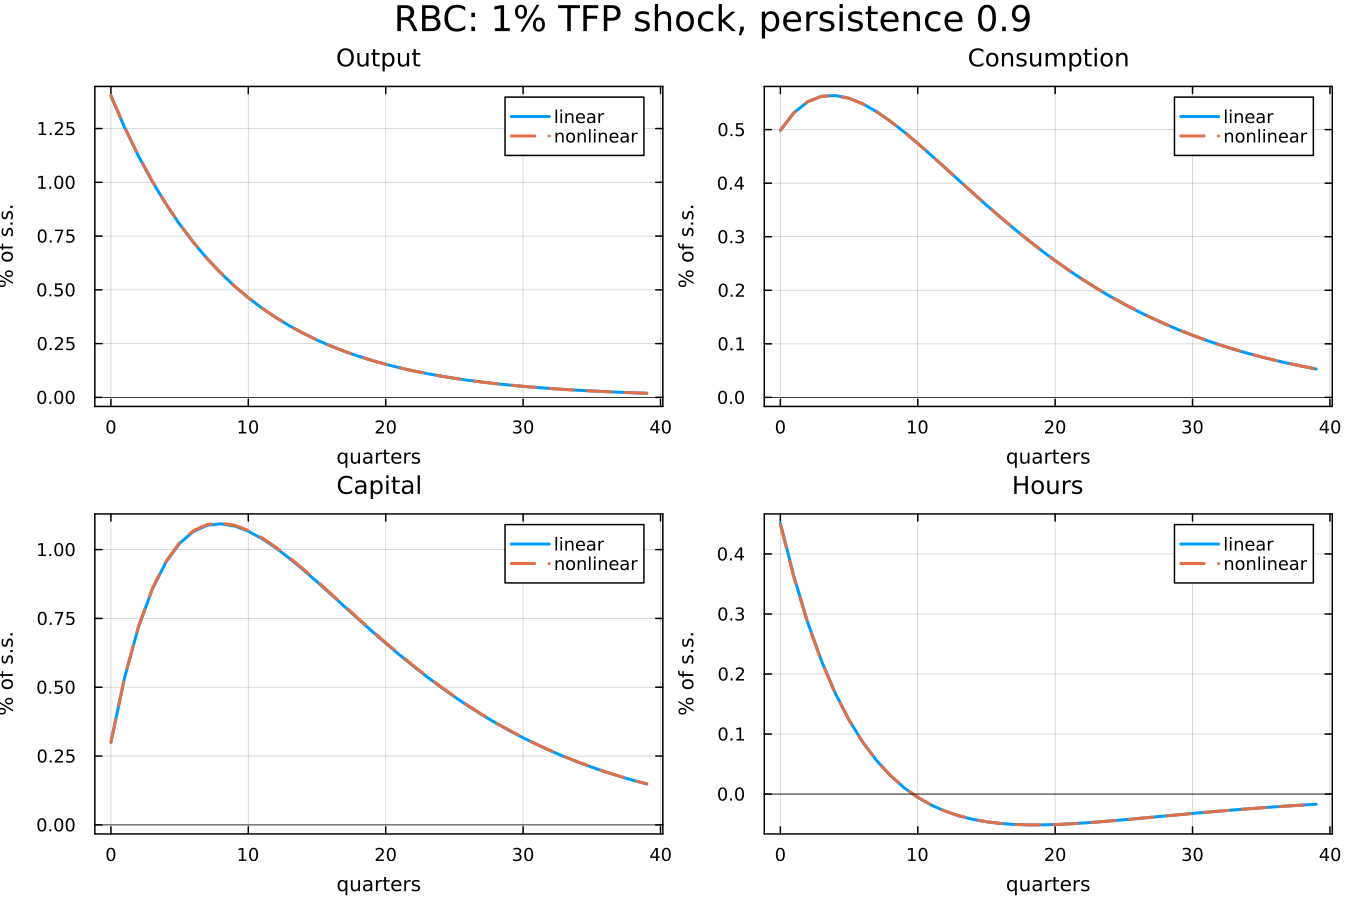 RBC: 1% TFP shock, persistence 0.9
Output
% of s.s.
1.25
1.00
0.75
0.50
0.25
0.00
0 10 20 30 40
quarters
linear
nonlinear
Consumption
% of s.s.
0.5
0.4
0.3
0.2
0.1
0.0
0 10 20 30 40
quarters
linear
nonlinear
Capital
% of s.s.
1.00
0.75
0.50
0.25
0.00
0 10 20 30 40
quarters
linear
nonlinear
Hours
% of s.s.
0.4
0.3
0.2
0.1
0.0
0 10 20 30 40
quarters
linear
nonlinear